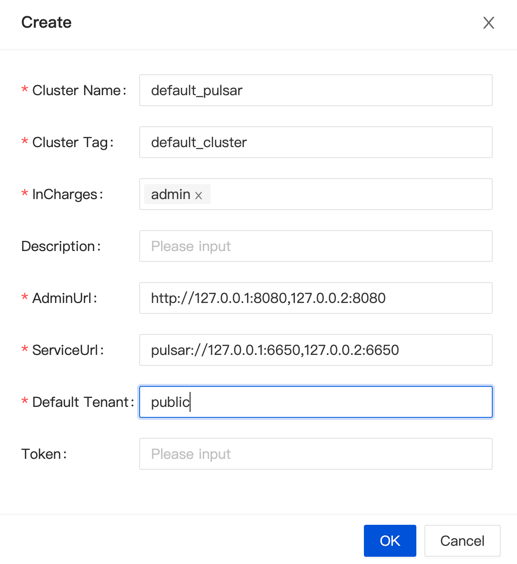 Create
* Cluster Name: default_pulsar
* Cluster Tag: default_cluster
* InCharges: admin ×
Description: Please input
* AdminUrl: http://127.0.0.1:8080,127.0.0.2:8080
* ServiceUrl: pulsar://127.0.0.1:6650,127.0.0.2:6650
* Default Tenant: public
Token: Please input
OK Cancel